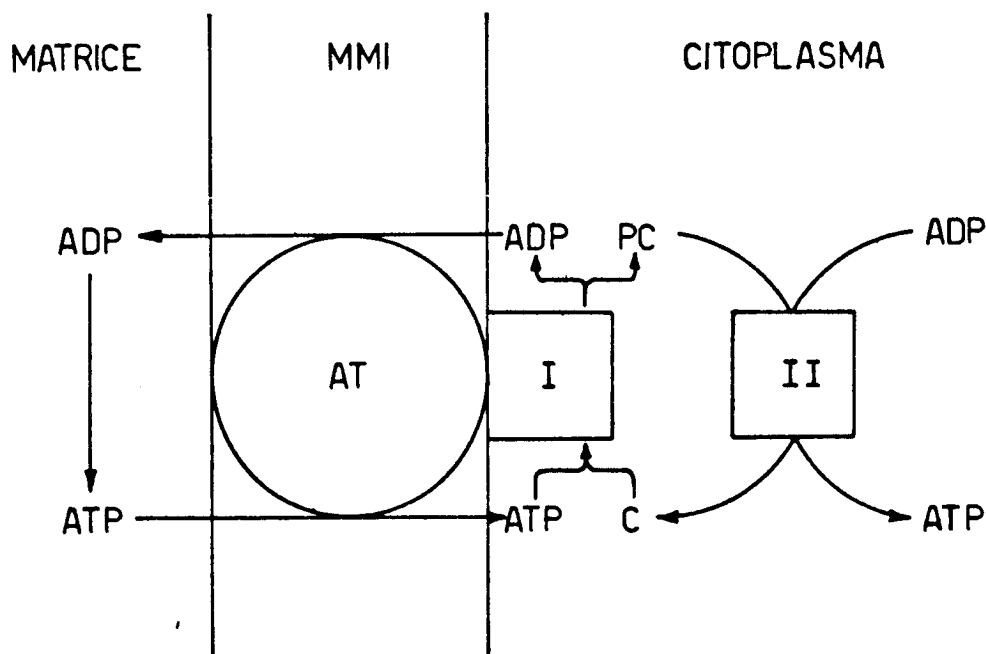 MATRICE MMI CITOPLASMA
ADP ADP PC ADP
AT I II
ATP ATP C ATP